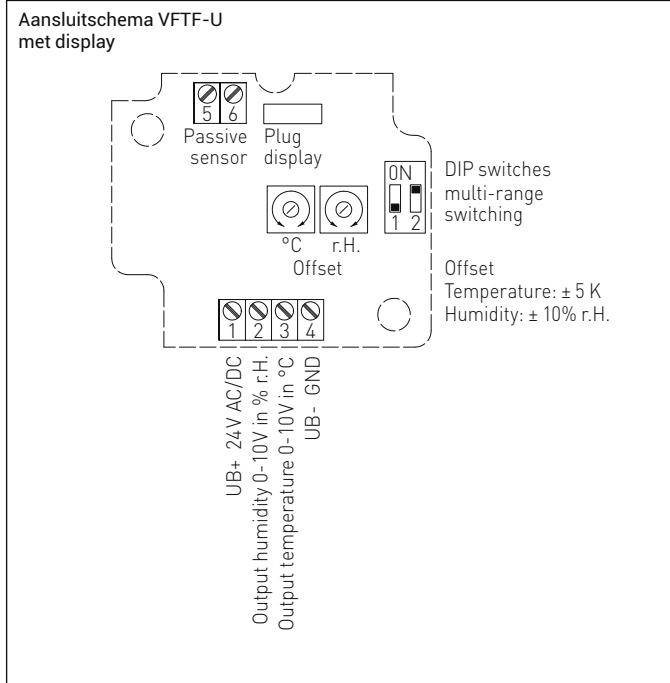 Aansluitschema VFTF-U
met display
5 6
Passive
sensor
Plug
display
ON
1 2
DIP switches
multi-range
switching
°C
r.H.
Offset
Offset
Temperature: ± 5 K
Humidity: ± 10% r.H.
1 2 3 4
UB+ 24V AC/DC
Output humidity 0-10V in % r.H.
Output temperature 0-10V in °C
UB- GND